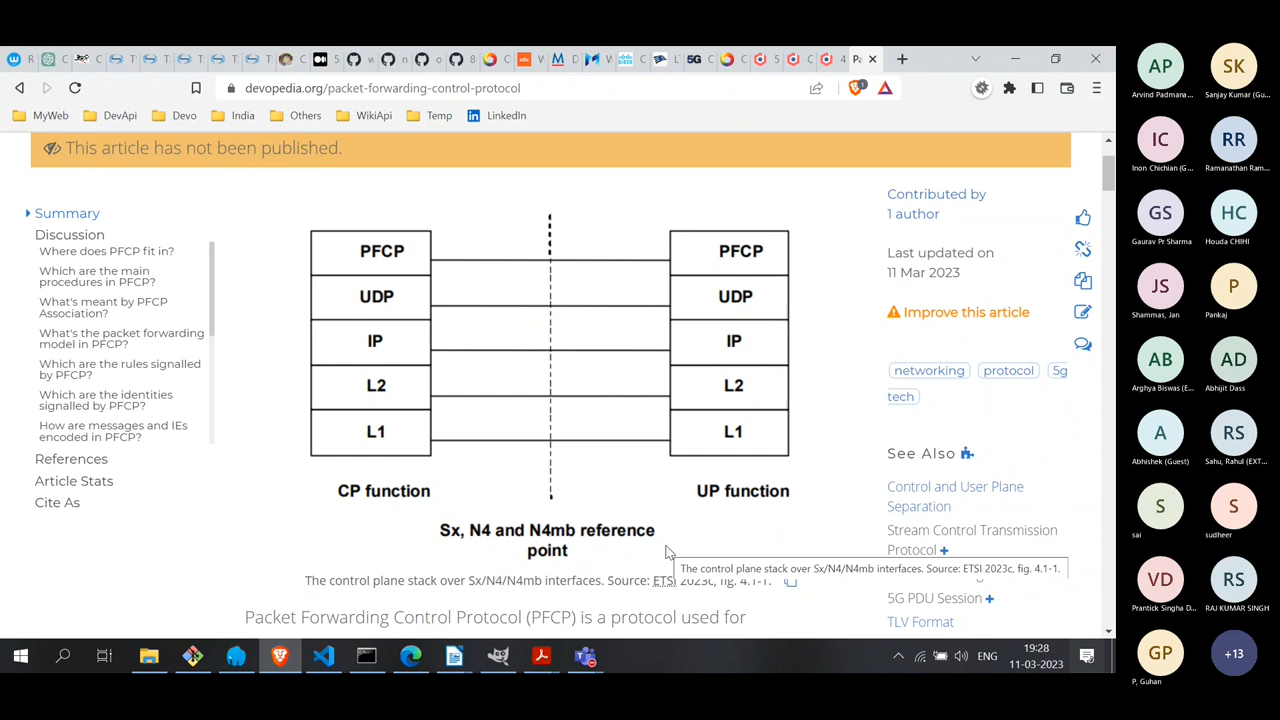 devopedia.org/packet-forwarding-control-protocol
1
MyWeb
DevApi
Devo
India
Others
WikiApi
Temp
LinkedIn
This article has not been published.
Summary
Discussion
Where does PFCP fit in?
Which are the main
procedures in PFCP?
What's meant by PFCP
Association?
What's the packet forwarding
model in PFCP?
Which are the rules signalled
by PFCP?
Which are the identities
signalled by PFCP?
How are messages and IEs
encoded in PFCP?
References
Article Stats
Cite As
PFCP
UDP
IP
L2
L1
CP function
PFCP
UDP
IP
L2
L1
UP function
Sx, N4 and N4mb reference
point
The control plane stack over Sx/N4/N4mb interfaces. Source: ETSI 2023c, fig. 4.1-1.
The control plane stack over Sx/N4/N4mb interfaces. Source: ETSI 2023c, fig. 4.1-1.
Packet Forwarding Control Protocol (PFCP) is a protocol used for
Contributed by
1 author
Last updated on
11 Mar 2023
Improve this article
networking
protocol
5g
tech
See Also
Control and User Plane
Separation
Stream Control Transmission
Protocol
5G PDU Session
TLV Format
ENG
19:28
11-03-2023
AP
Arvind Padmana...
SK
Sanjay Kumar (Gu...
IC
Inon Chichian (G...
RR
Ramanathan Ram...
GS
Gaurav Pr Sharma
HC
Houda CHIHI
JS
Shammas, Jan
P
Pankaj
AB
Arghya Biswas (E...
AD
Abhijit Dass
A
Abhishek (Guest)
RS
Sahu, Rahul (EXT...
S
sai
S
sudheer
VD
Prantick Singha D...
RS
RAJ KUMAR SINGH
GP
P, Guhan
+13